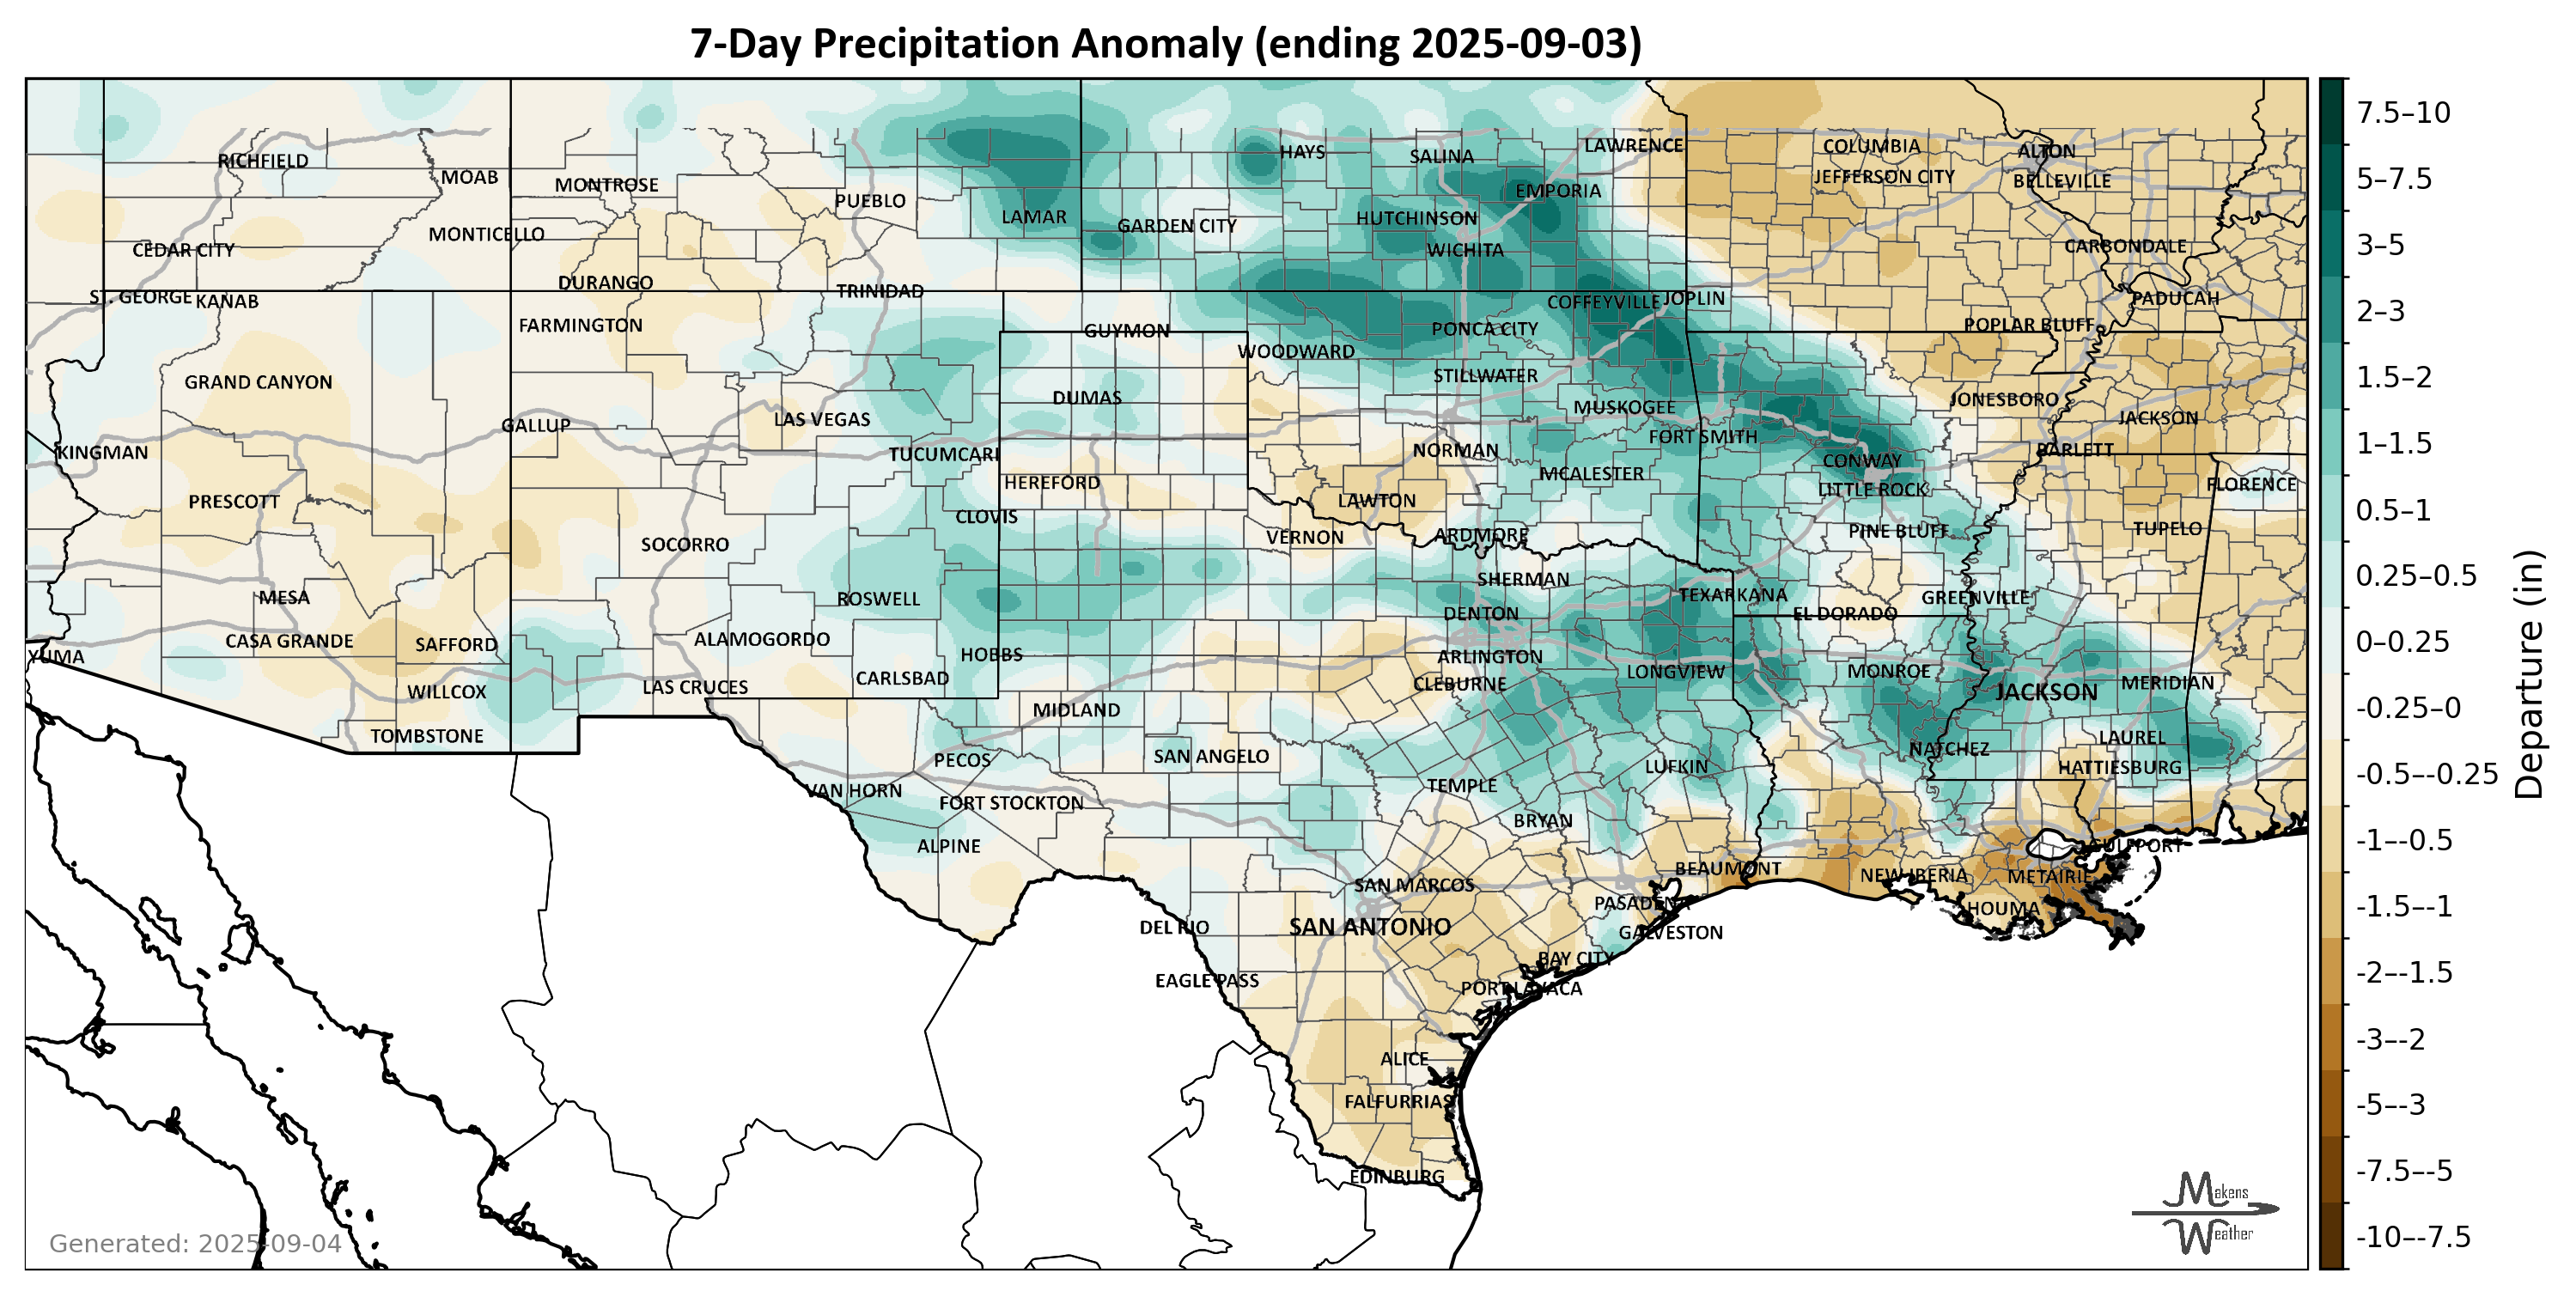 7-Day Precipitation Anomaly (ending 2025-09-03)
RICHFIELD
MOAB
MONTROSE
PUEBLO
LAMAR
GARDEN CITY
HAYS
SALINA
LAWRENCE
EMPORIA
HUTCHINSON
WICHITA
COLUMBIA
JEFFERSON CITY
ALTON
BELLEVILLE
CARBONDALE
MONTICELLO
CEDAR CITY
DURANGO
TRINIDAD
ST. GEORGE
KANAB
FARMINGTON
GUYMON
WOODWARD
PONCA CITY
COFFEYVILLE
JOPLIN
PADUCAH
POPLAR BLUFF
STILLWATER
GRAND CANYON
DUMAS
MUSKOGEE
JONESBORO
JACKSON
GALLUP
LAS VEGAS
KINGMAN
TUCUMCARI
NORMAN
FORT SMITH
BARLETT
CONWAY
PRESCOTT
HEREFORD
LAWTON
MCALESTER
LITTLE ROCK
FLORENCE
CLOVIS
SOCORRO
VERNON
ARDMORE
PINE BLUFF
TUPELO
MESA
ROSWELL
SHERMAN
TEXARKANA
GREENVILLE
DENTON
EL DORADO
CASA GRANDE
SAFFORD
ALAMOGORDO
HOBBS
ARLINGTON
YUMA
CARLSBAD
LONGVIEW
MONROE
JACKSON
MERIDIAN
WILLCOX
LAS CRUCES
CLEBURNE
MIDLAND
TOMBSTONE
PECOS
SAN ANGELO
NATCHEZ
LAUREL
HATTIESBURG
LUFKIN
TEMPLE
VAN HORN
FORT STOCKTON
BRYAN
ALPINE
GULFPORT
BEAUMONT
NEW IBERIA
METAIRIE
SAN MARCOS
PASADENA
HOUMA
SAN ANTONIO
DEL RIO
GALVESTON
BAY CITY
EAGLE PASS
PORT LAVACA
ALICE
FALFURRIAS
EDINBURG
Generated: 2025-09-04
Makens
Weather
7.5–10
5–7.5
3–5
2–3
1.5–2
1–1.5
0.5–1
0.25–0.5
0–0.25
-0.25–0
-0.5–-0.25
-1–-0.5
-1.5–-1
-2–-1.5
-3–-2
-5–-3
-7.5–-5
-10–-7.5
Departure (in)